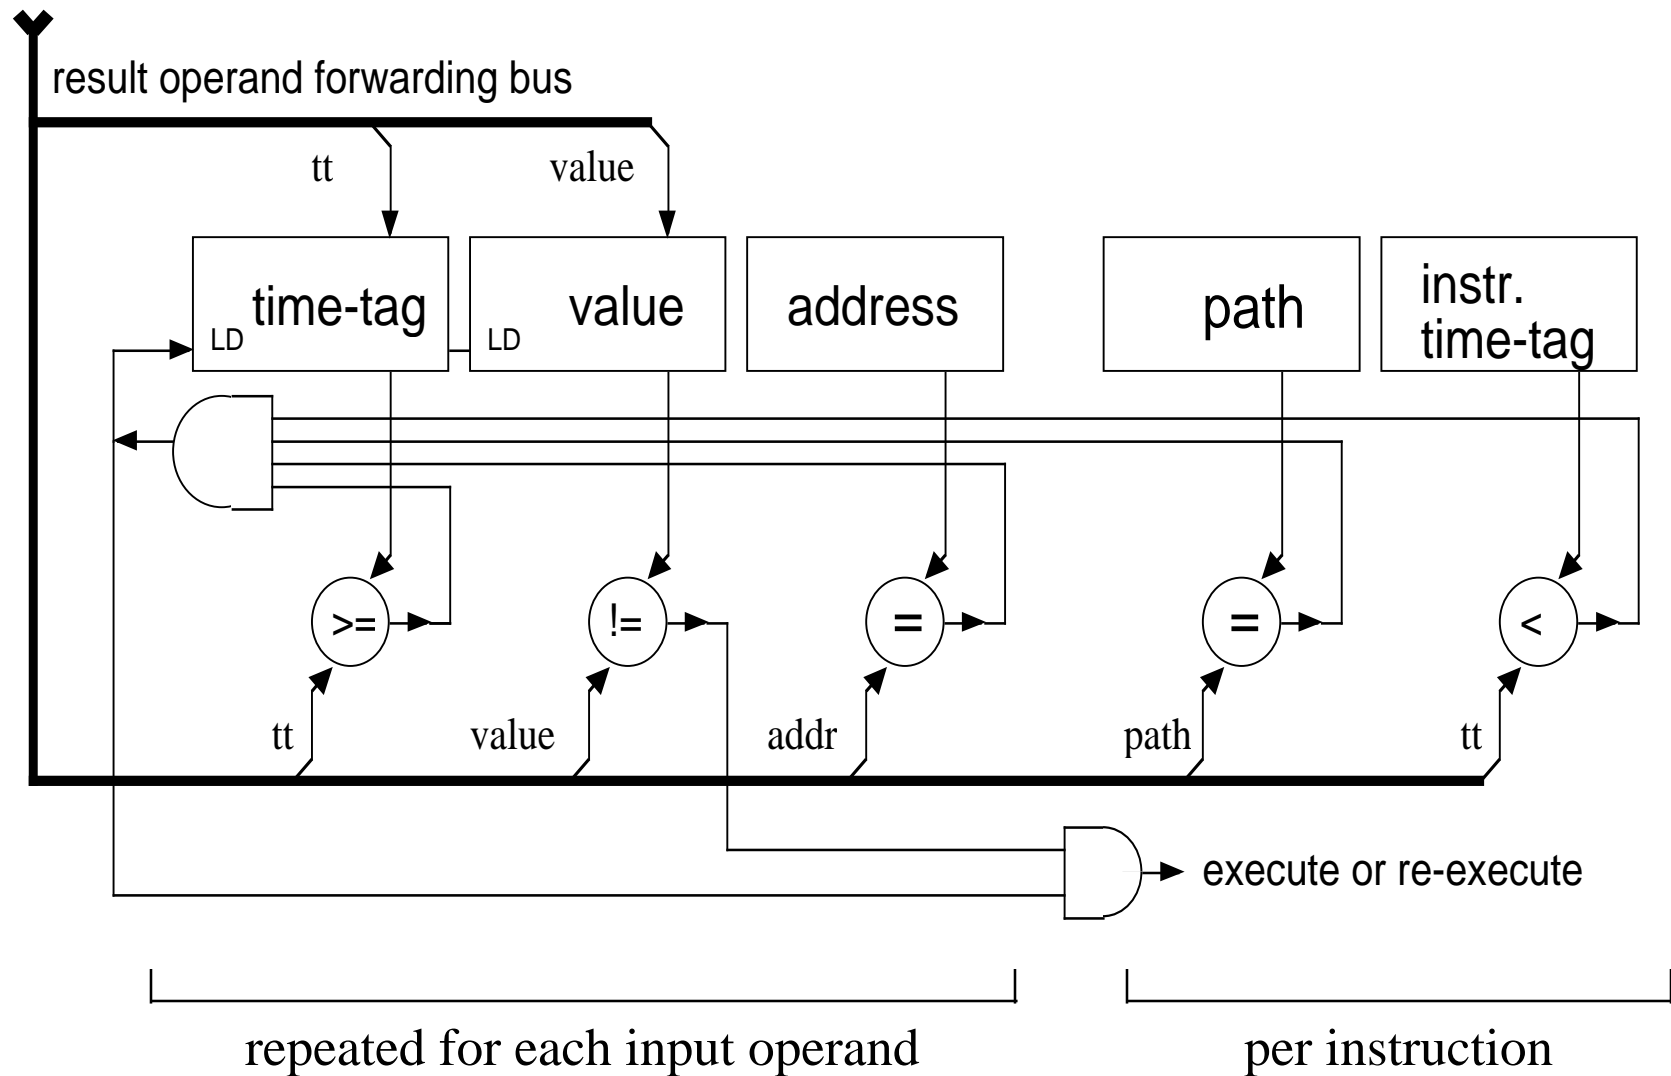 result operand forwarding bus
tt
value
time-tag
LD
value
LD
address
path
instr.
time-tag
>=
!=
=
=
<
tt
value
addr
path
tt
execute or re-execute
repeated for each input operand
per instruction